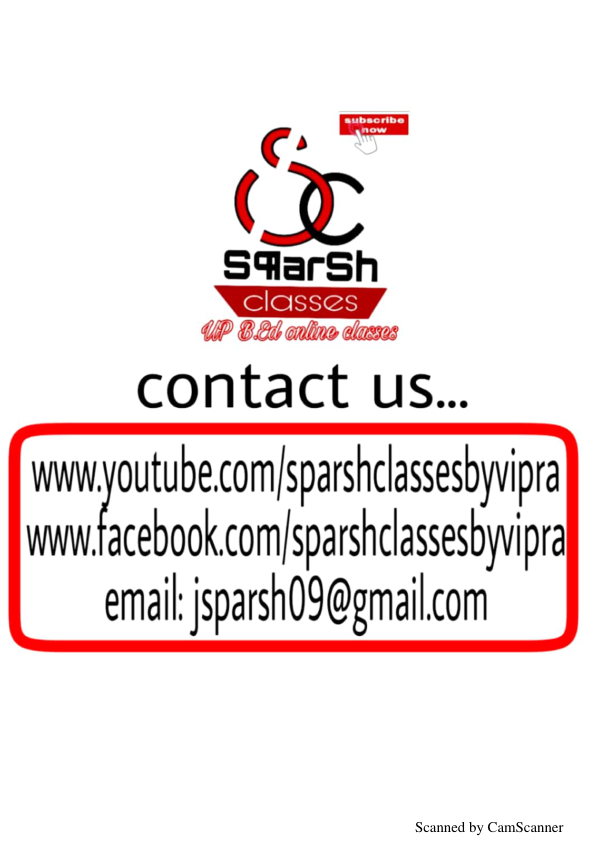 subscribe
now
SParSh
classes
UP B.Ed online classes
contact us...
www.youtube.com/sparshclassesbyvipra
www.facebook.com/sparshclassesbyvipra
email: jsparsh09@gmail.com
Scanned by CamScanner